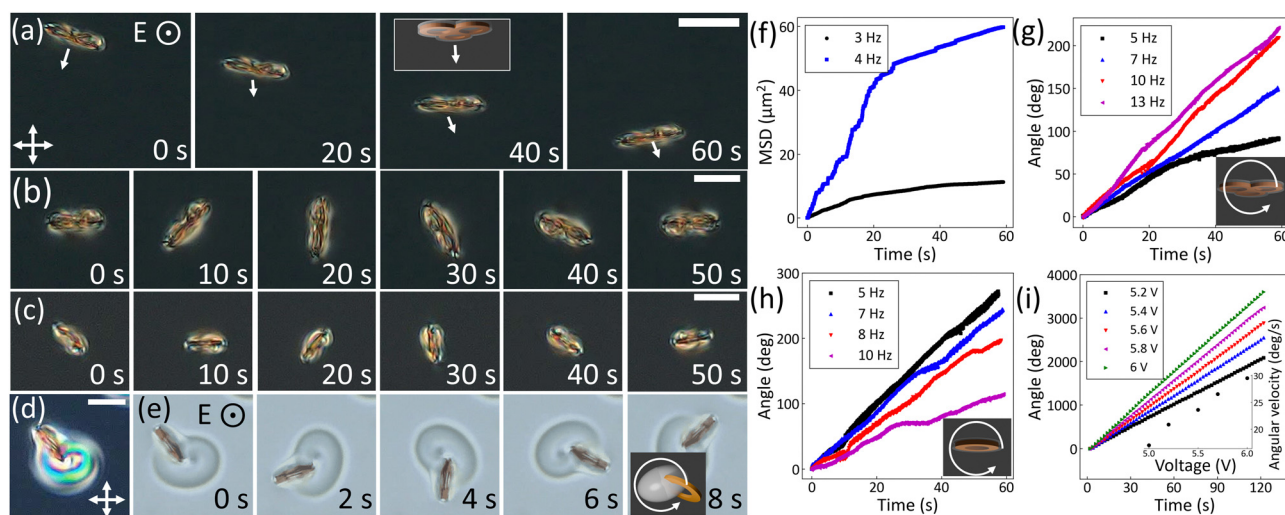 (a)
E
0 s
20 s
40 s
60 s
(b)
0 s
10 s
20 s
30 s
40 s
50 s
(c)
0 s
10 s
20 s
30 s
40 s
50 s
(d)
(e)
E
0 s
2 s
4 s
6 s
8 s
(f)
3 Hz
4 Hz
MSD (µm²)
60
40
20
0
0 20 40 60
Time (s)
(g)
5 Hz
7 Hz
10 Hz
13 Hz
Angle (deg)
200
150
100
50
0
0 20 40 60
Time (s)
(h)
5 Hz
7 Hz
8 Hz
10 Hz
Angle (deg)
300
200
100
0
0 20 40 60
Time (s)
(i)
5.2 V
5.4 V
5.6 V
5.8 V
6 V
Angle (deg)
4000
3000
2000
1000
0
Angular velocity (deg/s)
30
25
20
5.0 5.5 6.0
Voltage (V)
0 30 60 90 120
Time (s)